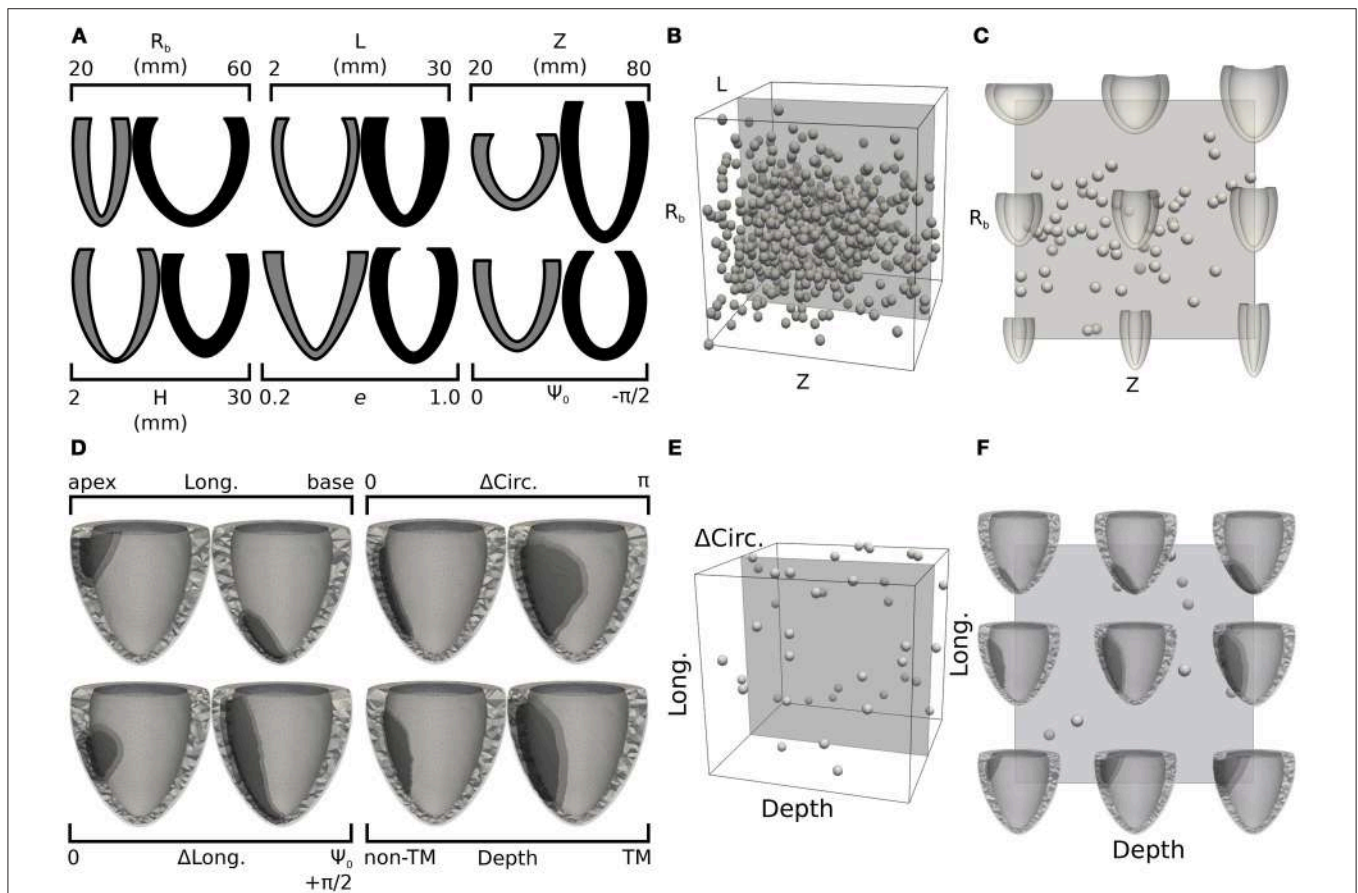 A
R_b L Z
(mm) (mm) (mm)
20 60 2 30 20 80
2 H 30 0.2 e 1.0 0 Ψ₀ -π/2
(mm)
B
L
R_b
Z
C
R_b
Z
D
apex Long. base 0 ΔCirc. π
0 ΔLong. Ψ₀ non-TM Depth TM
+π/2
E
ΔCirc.
Long.
Depth
F
Long.
Depth